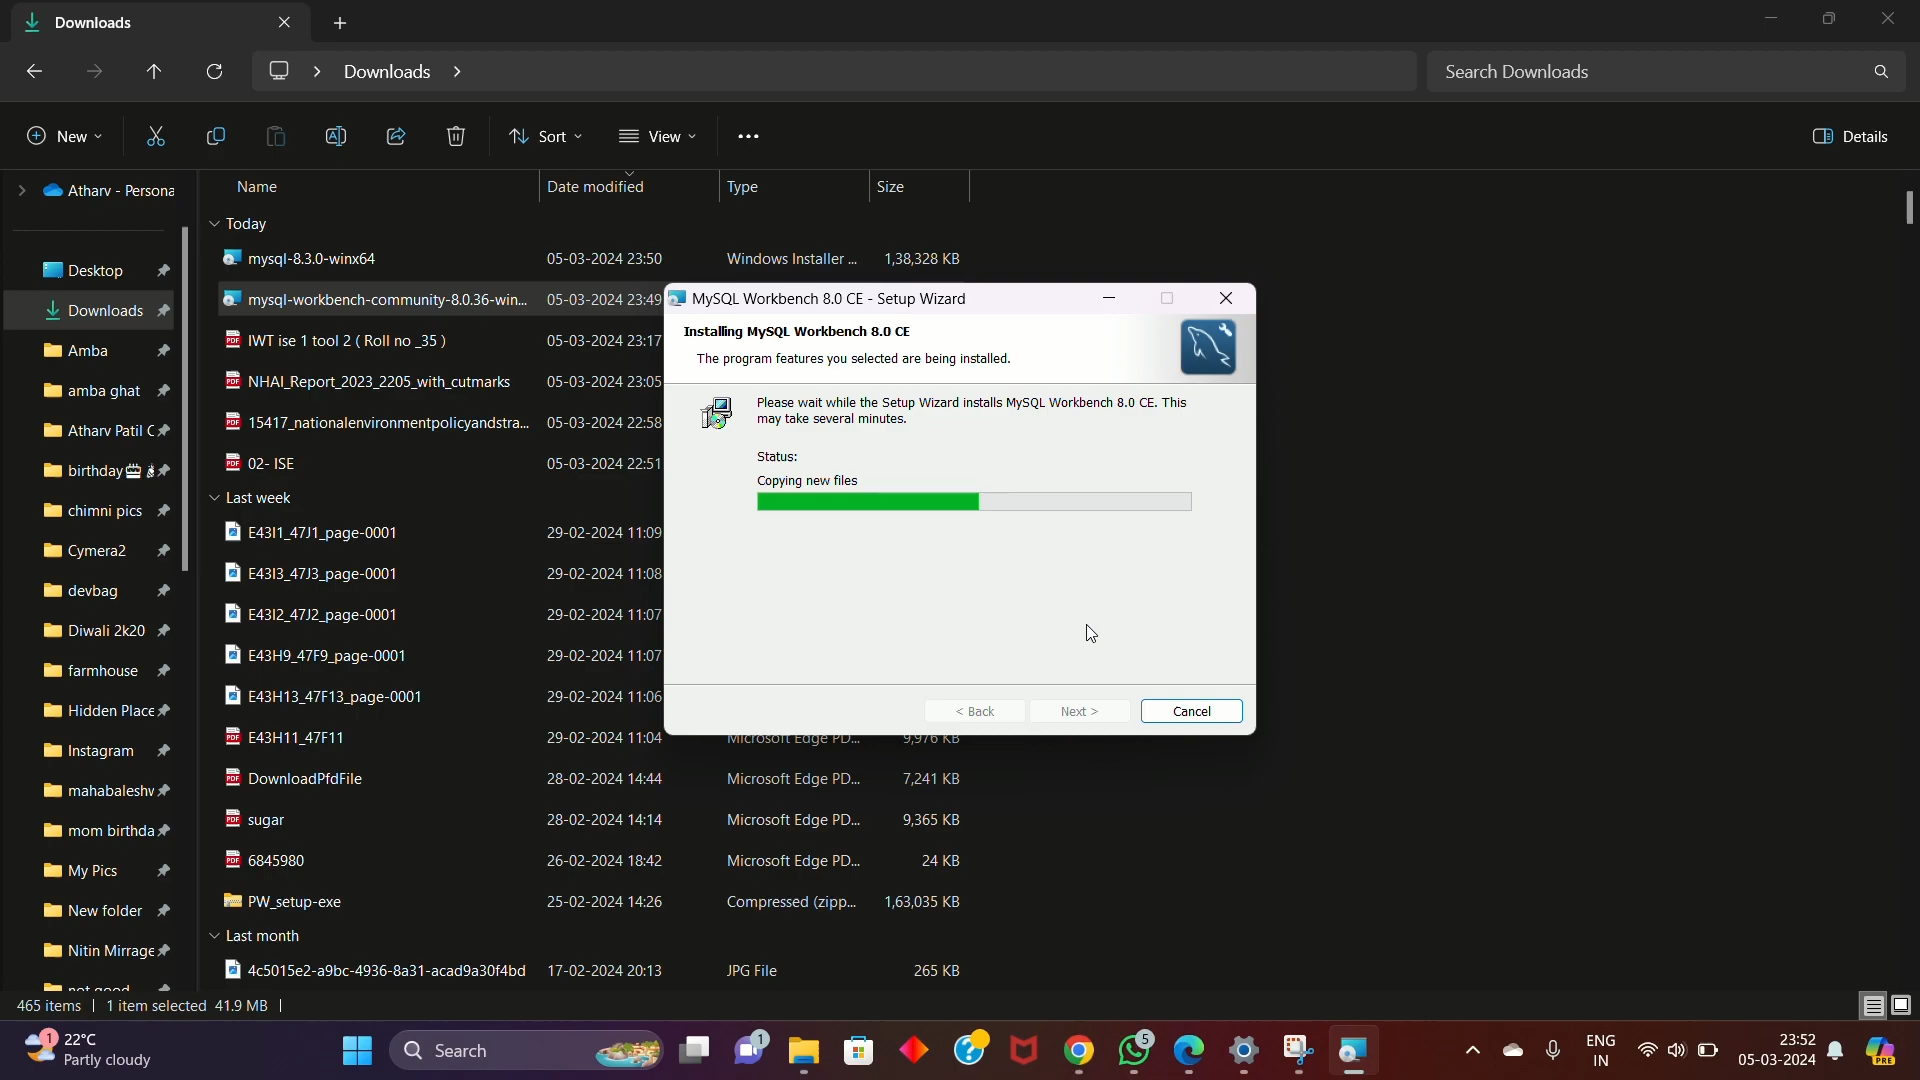 Downloads
Downloads
Search Downloads
New
Sort
View
Details
Atharv - Persona
Name Date modified Type Size
Today
Desktop
mysql-8.3.0-winx64 05-03-2024 23:50 Windows Installer ... 1,38,328 KB
Downloads
mysql-workbench-community-8.0.36-win... 05-03-2024 23:49
Amba
IWT ise 1 tool 2 ( Roll no _35 ) 05-03-2024 23:17
amba ghat
NHAI_Report_2023_2205_with_cutmarks 05-03-2024 23:05
Atharv Patil C
15417_nationalenvironmentpolicyandstra... 05-03-2024 22:58
birthday
02- ISE 05-03-2024 22:51
chimni pics
Last week
Cymera2
E43I1_47J1_page-0001 29-02-2024 11:09
devbag
E43I3_47J3_page-0001 29-02-2024 11:08
Diwali 2k20
E43I2_47J2_page-0001 29-02-2024 11:07
farmhouse
E43H9_47F9_page-0001 29-02-2024 11:07
Hidden Place
E43H13_47F13_page-0001 29-02-2024 11:06
Instagram
E43H11_47F11 29-02-2024 11:04 Microsoft Edge PD... 9,976 KB
mahabaleshw
DownloadPfdFile 28-02-2024 14:44 Microsoft Edge PD... 7,241 KB
mom birthda
sugar 28-02-2024 14:14 Microsoft Edge PD... 9,365 KB
My Pics
6845980 26-02-2024 18:42 Microsoft Edge PD... 24 KB
New folder
PW_setup-exe 25-02-2024 14:26 Compressed (zipp... 1,63,035 KB
Nitin Mirrage
Last month
not good
4c5015e2-a9bc-4936-8a31-acad9a30f4bd 17-02-2024 20:13 JPG File 265 KB
MySQL Workbench 8.0 CE - Setup Wizard
Installing MySQL Workbench 8.0 CE
The program features you selected are being installed.
Please wait while the Setup Wizard installs MySQL Workbench 8.0 CE. This
may take several minutes.
Status:
Copying new files
< Back
Next >
Cancel
465 items 1 item selected 41.9 MB
1
22°C
Partly cloudy
Search
1
5
ENG
IN
23:52
05-03-2024
PRE